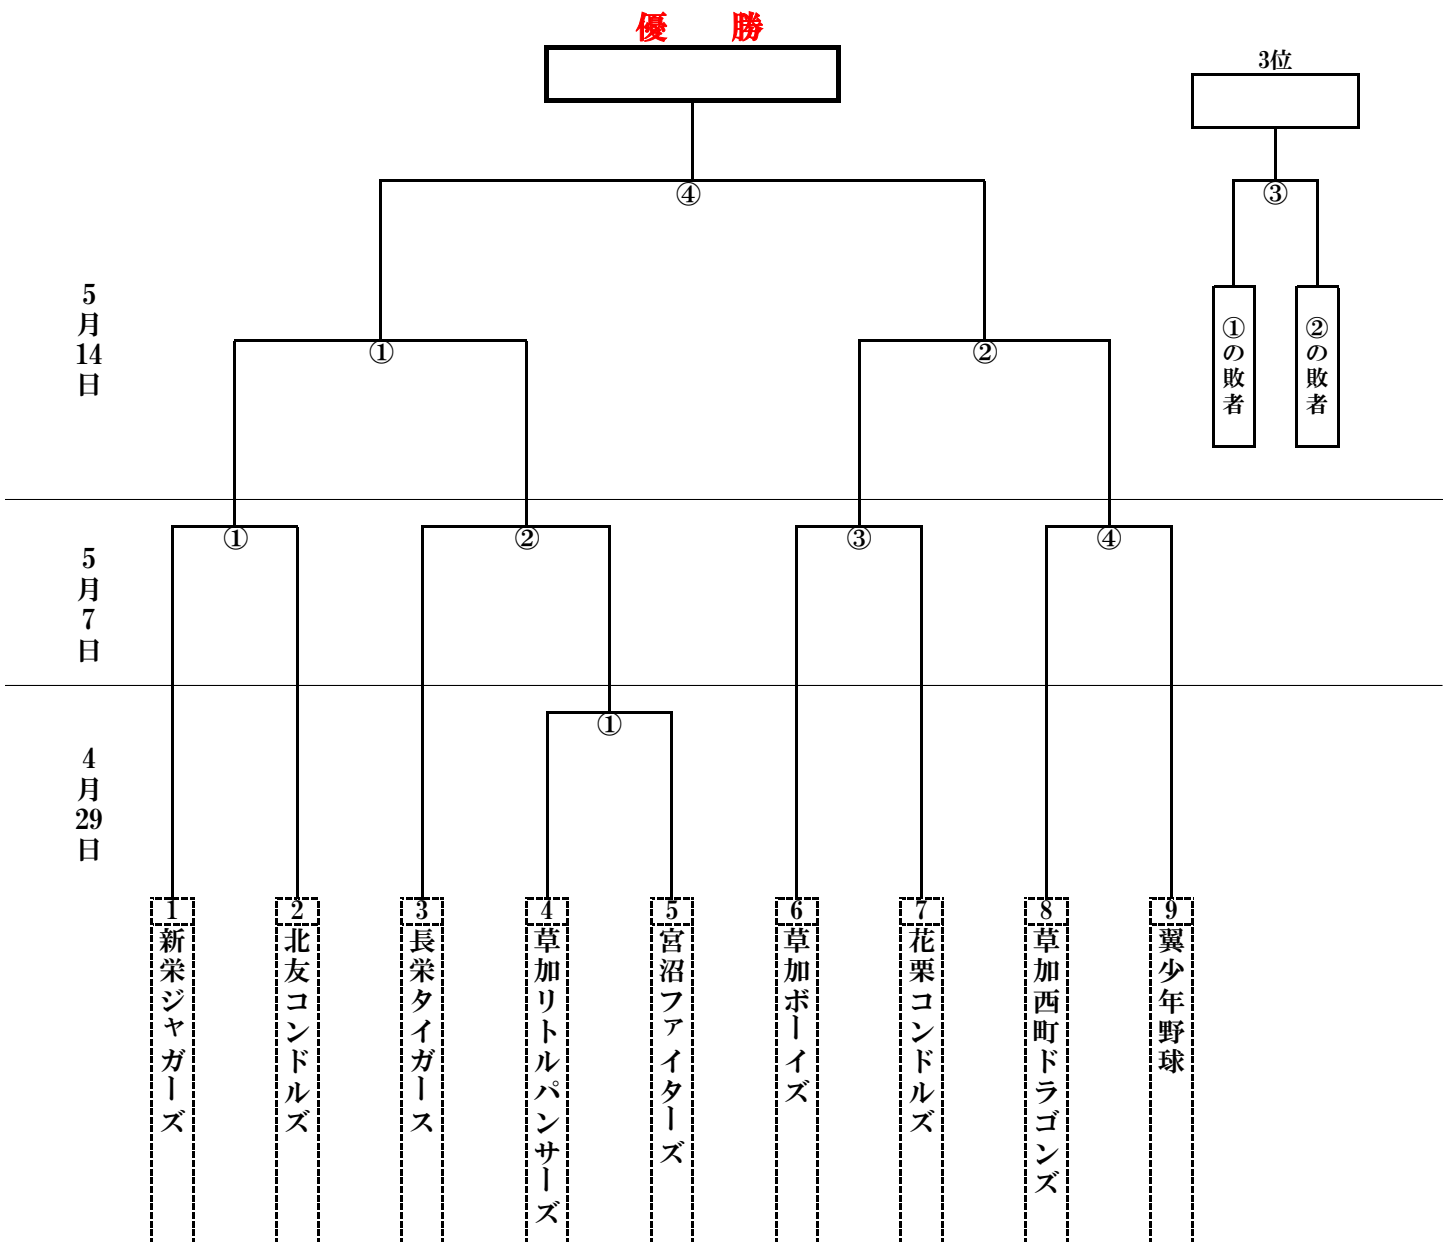 優　勝
3位
④
③
5月14日
①
②
①の敗者
②の敗者
5月7日
①
②
③
④
4月29日
①
1
新栄ジャガーズ
2
北友コンドルズ
3
長栄タイガース
4
草加リトルパンサーズ
5
宮沼ファイターズ
6
草加ボーイズ
7
花栗コンドルズ
8
草加西町ドラゴンズ
9
翼少年野球